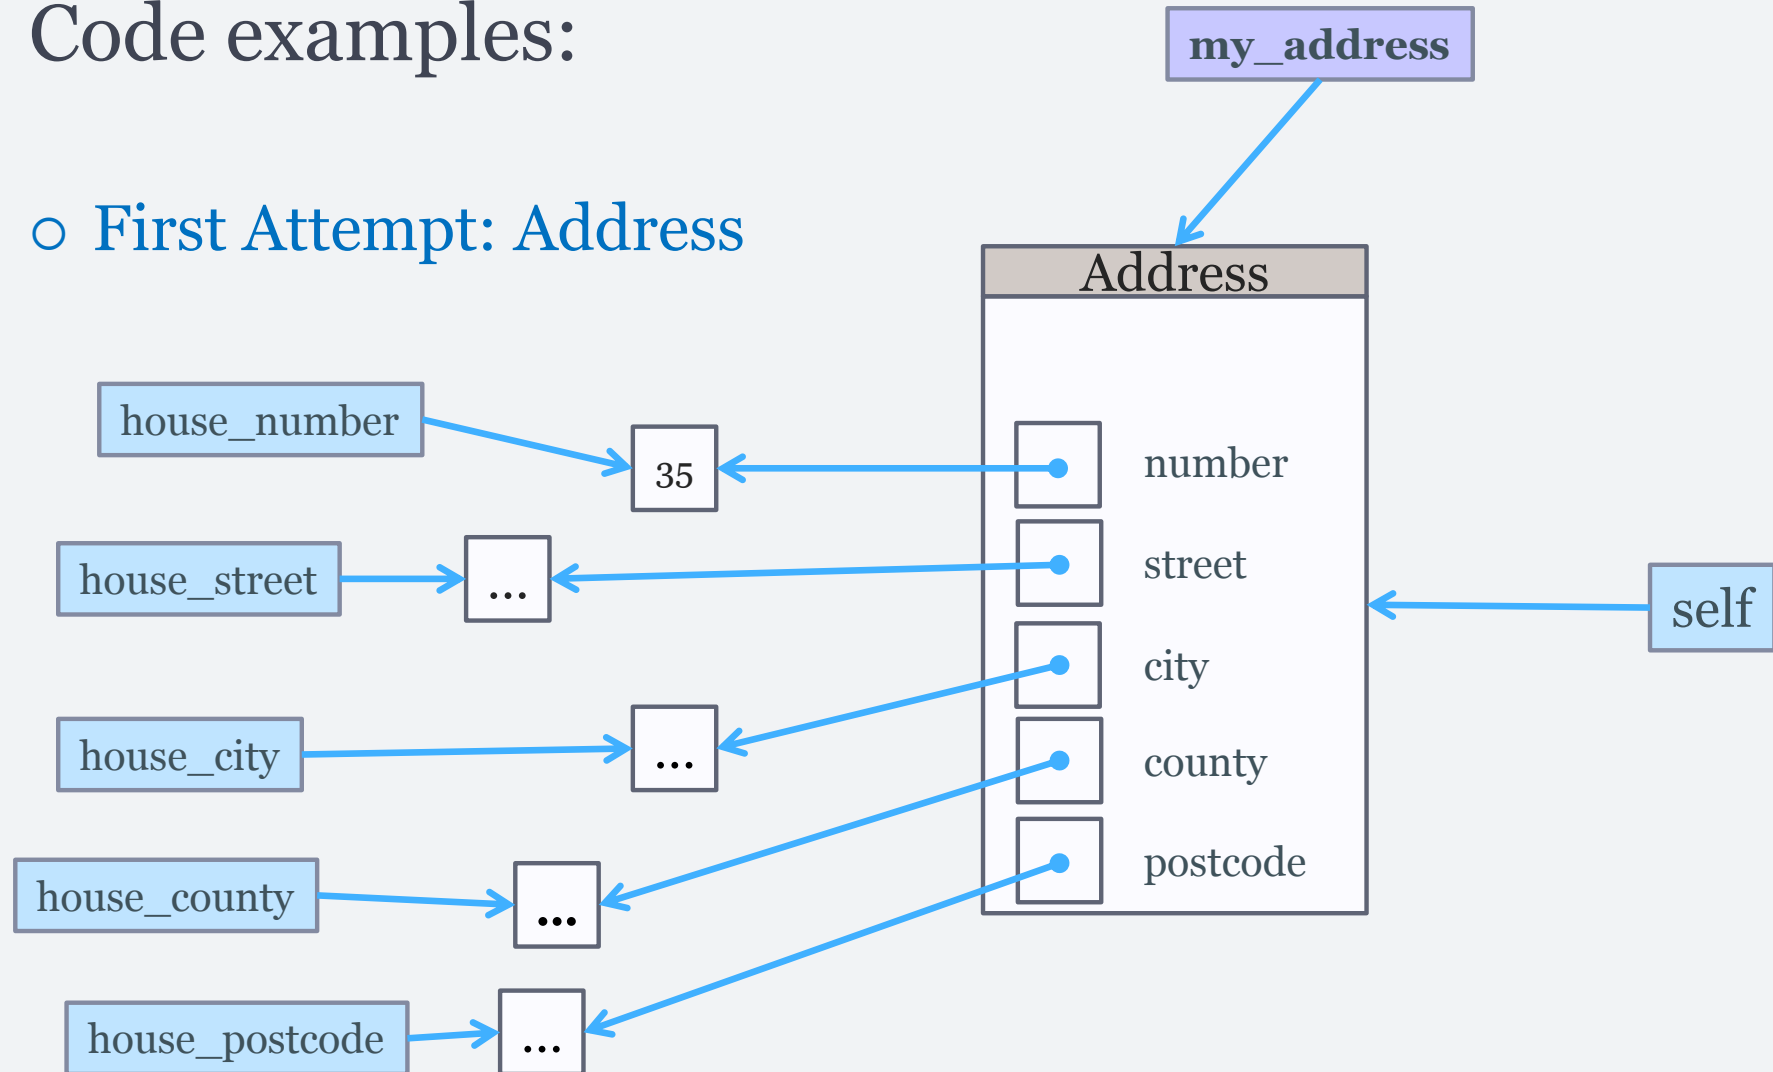 Code examples:
my_address
○ First Attempt: Address
Address
house_number
35
number
house_street
...
street
self
city
house_city
...
county
house_county
...
postcode
house_postcode
...